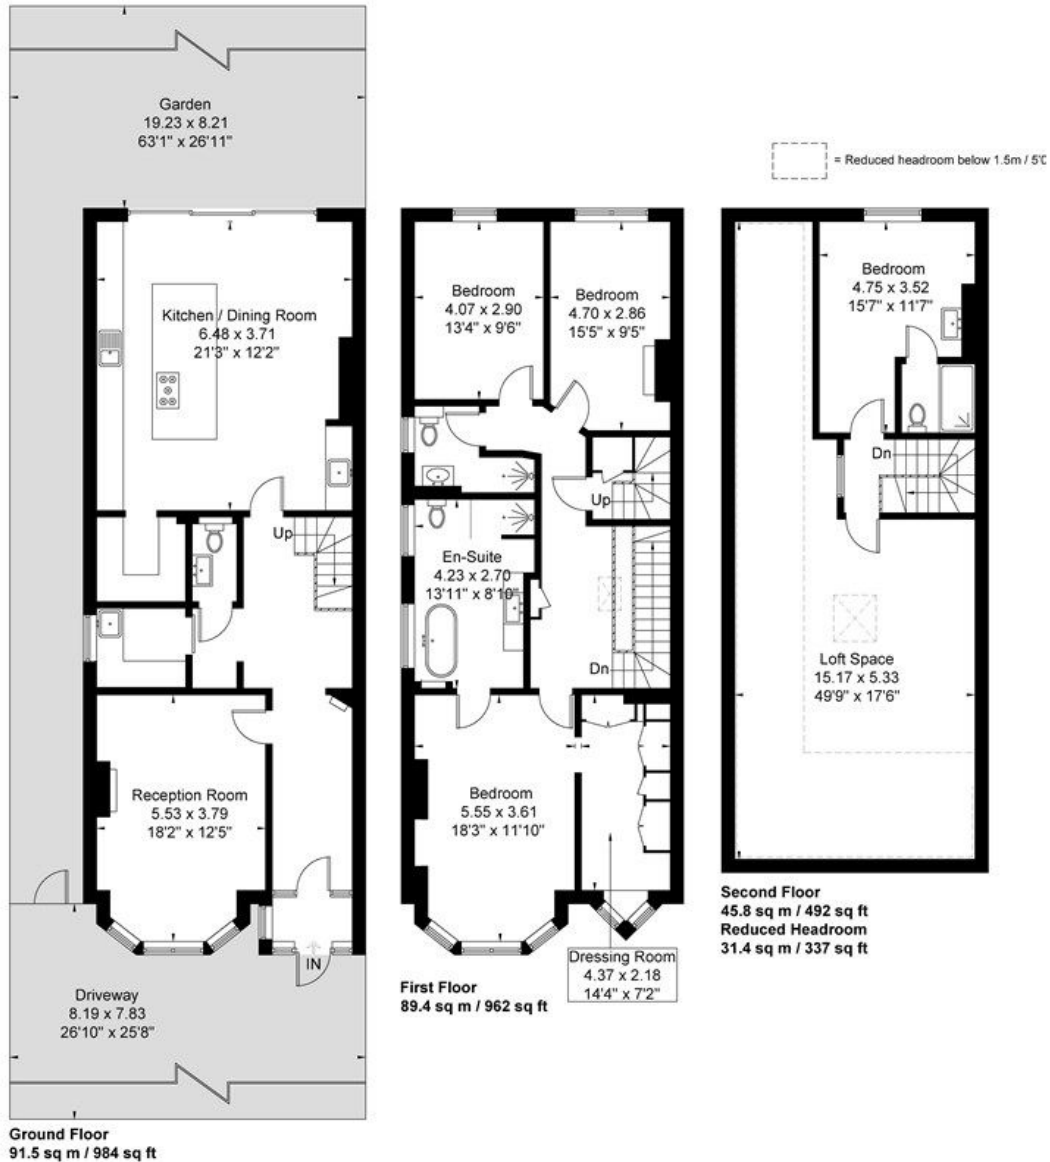 Garden
19.23 x 8.21
63'1" x 26'11"
= Reduced headroom below 1.5m / 5'0
Kitchen / Dining Room
6.48 x 3.71
21'3" x 12'2"
Up
Reception Room
5.53 x 3.79
18'2" x 12'5"
IN
Driveway
8.19 x 7.83
26'10" x 25'8"
Ground Floor
91.5 sq m / 984 sq ft
Bedroom
4.07 x 2.90
13'4" x 9'6"
Bedroom
4.70 x 2.86
15'5" x 9'5"
Up
En-Suite
4.23 x 2.70
13'11" x 8'10"
Dn
Bedroom
5.55 x 3.61
18'3" x 11'10"
Dressing Room
4.37 x 2.18
14'4" x 7'2"
First Floor
89.4 sq m / 962 sq ft
Bedroom
4.75 x 3.52
15'7" x 11'7"
Dn
Loft Space
15.17 x 5.33
49'9" x 17'6"
Second Floor
45.8 sq m / 492 sq ft
Reduced Headroom
31.4 sq m / 337 sq ft